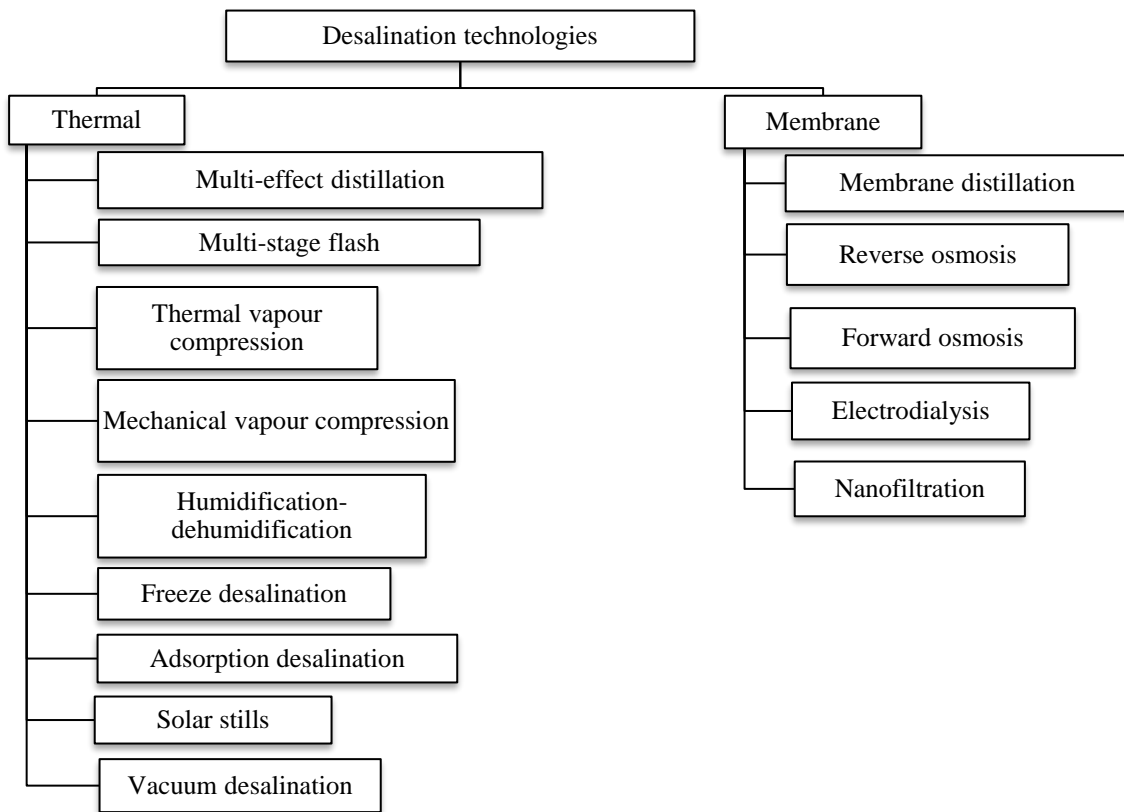 Desalination technologies
Thermal
Multi-effect distillation
Multi-stage flash
Thermal vapour
compression
Mechanical vapour compression
Humidification-
dehumidification
Freeze desalination
Adsorption desalination
Solar stills
Vacuum desalination
Membrane
Membrane distillation
Reverse osmosis
Forward osmosis
Electrodialysis
Nanofiltration